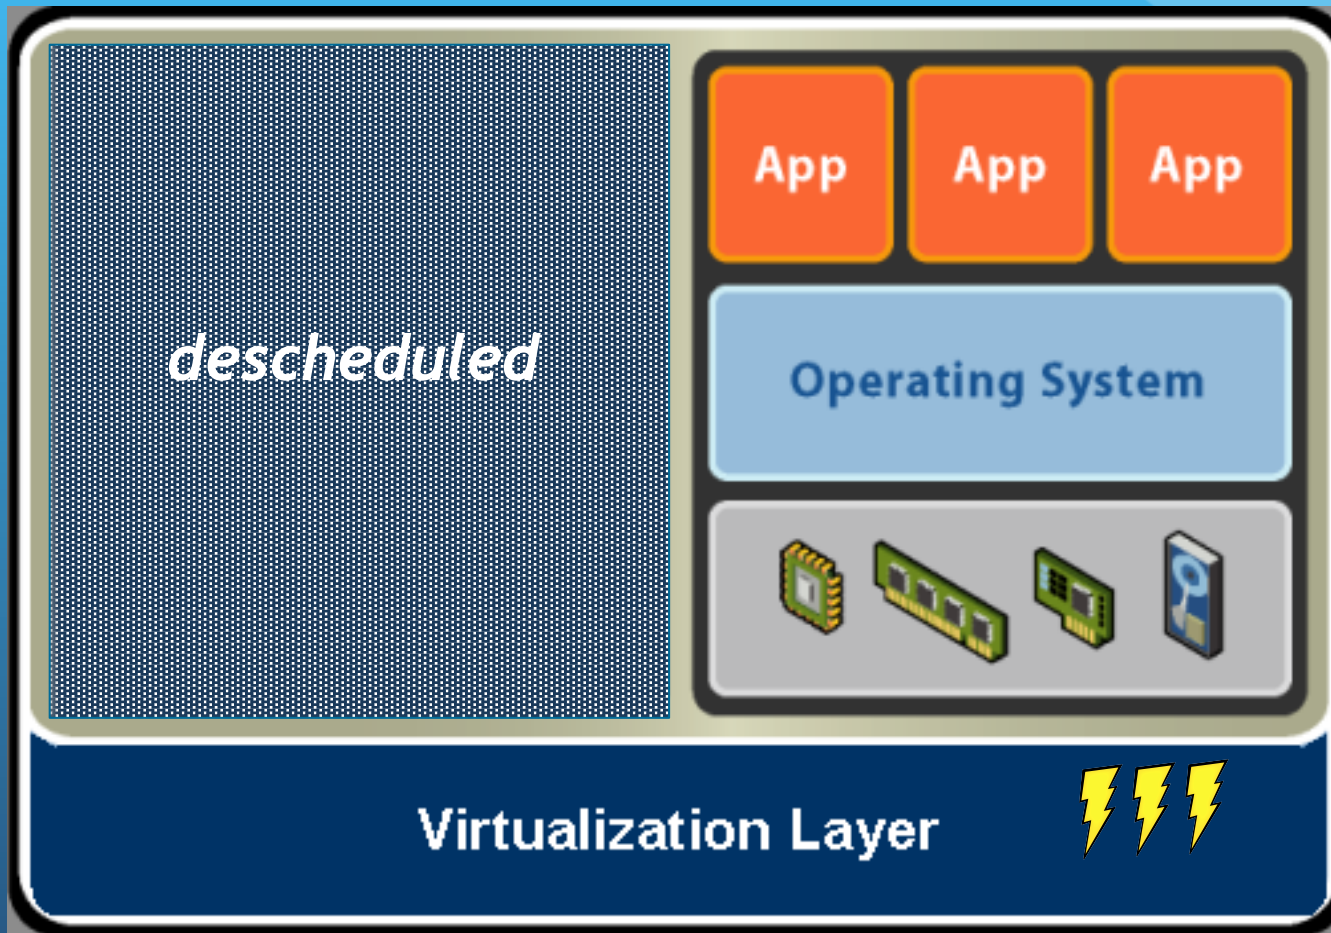 descheduled
App
App
App
Operating System
Virtualization Layer